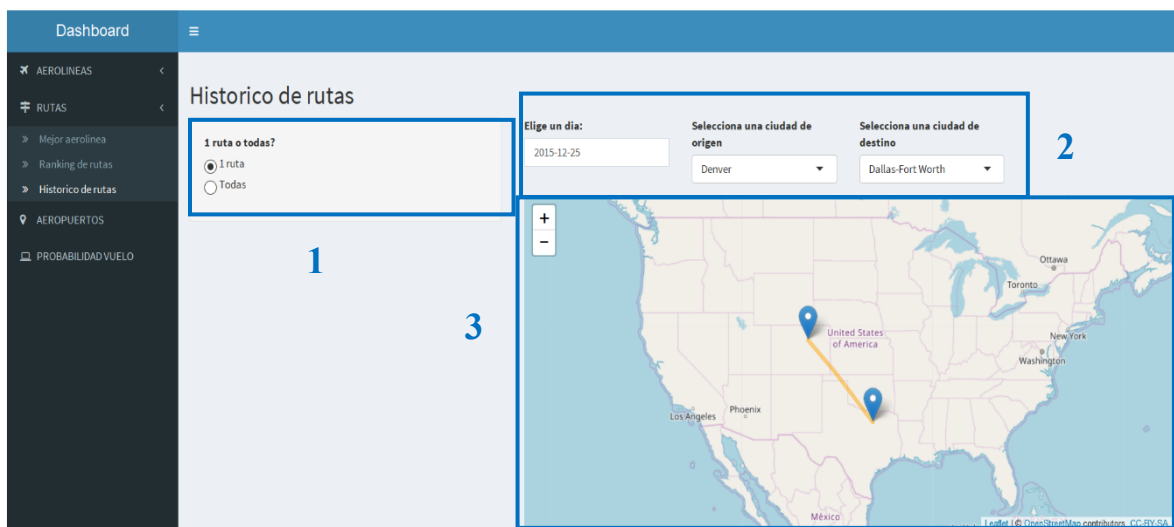 Dashboard
AEROLINEAS
RUTAS
Mejor aerolinea
Ranking de rutas
Historico de rutas
AEROPUERTOS
PROBABILIDAD VUELO
Historico de rutas
1 ruta o todas?
1 ruta
Todas
1
Elige un dia:
2015-12-25
Selecciona una ciudad de
origen
Denver
Selecciona una ciudad de
destino
Dallas-Fort Worth
2
3
+
−
Ottawa
Toronto
United States
of America
New York
Washington
Los Angeles
Phoenix
México
Leaflet | © OpenStreetMap contributors, CC-BY-SA